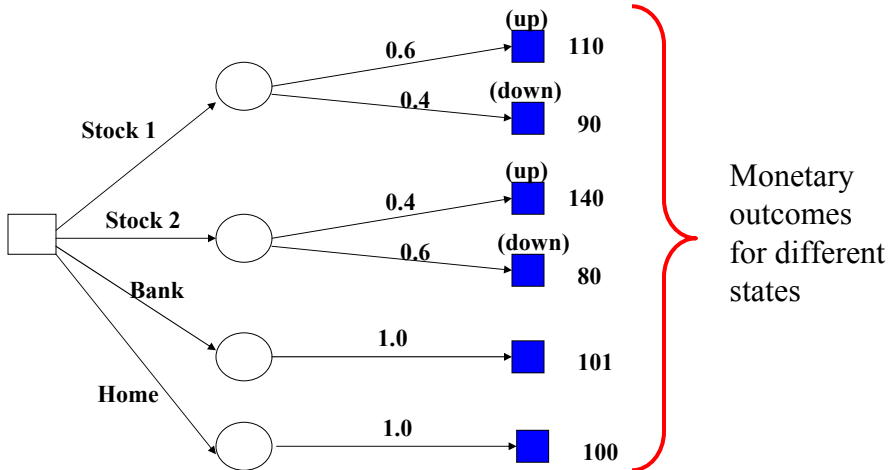 (up)
0.6
110
(down)
0.4
90
Stock 1
(up)
0.4
140
Stock 2
(down)
0.6
80
Bank
1.0
101
Home
1.0
100
Monetary
outcomes
for different
states